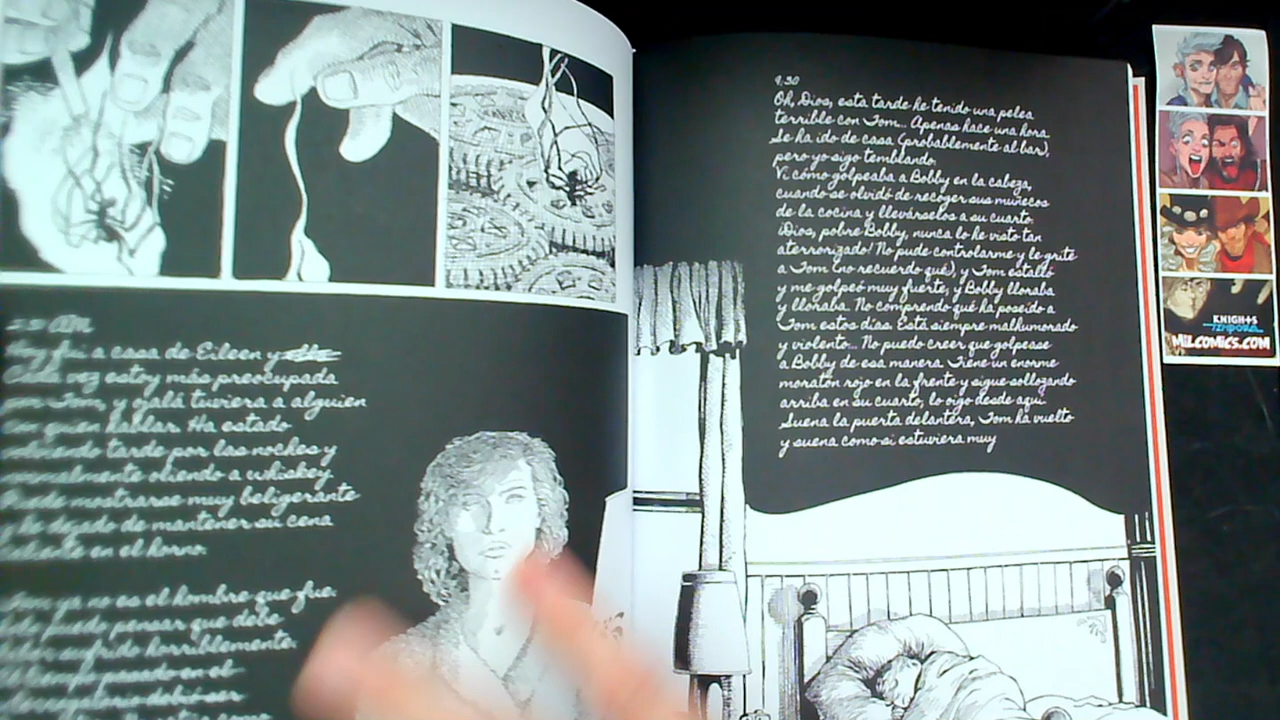 Hoy fui a casa de Eileen y
Cada vez estoy más preocupada
por Tom, y ojalá tuviera a alguien
con quien hablar. Ha estado
volviendo tarde por las noches y
normalmente oliendo a whiskey.
Puede mostrarse muy beligerante
y he dejado de mantener su cena
caliente en el horno.
Tom ya no es el hombre que fue.
Sólo puedo pensar que debe
sufrido horriblemente.
pasado en el
9:30
Oh, Dios, esta tarde he tenido una pelea
terrible con Tom... Apenas hace una hora.
Se ha ido de casa (probablemente al bar),
pero yo sigo temblando.
Vi cómo golpeaba a Bobby en la cabeza,
cuando se olvidó de recoger sus muñecos
de la cocina y llevárselos a su cuarto.
¡Dios, pobre Bobby, nunca lo he visto tan
aterrorizado! No pude controlarme y le grité
a Tom (no recuerdo qué), y Tom estalló
y me golpeó muy fuerte, y Bobby lloraba
y lloraba. No comprendo qué ha poseído a
Tom estos días. Está siempre malhumorado
y violento... No puedo creer que golpease
a Bobby de esa manera. Tiene un enorme
moratón rojo en la frente y sigue sollozando
arriba en su cuarto, lo oigo desde aquí.
Suena la puerta delantera, Tom ha vuelto
y suena como si estuviera muy
KNIGHTS
TEMPORA
MILCOMICS.COM